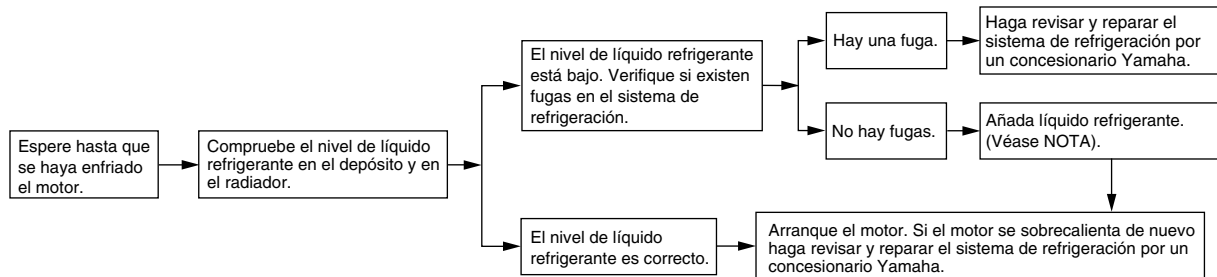 Espere hasta que
se haya enfriado
el motor.
Compruebe el nivel de líquido
refrigerante en el depósito y en
el radiador.
El nivel de líquido refrigerante
está bajo. Verifique si existen
fugas en el sistema de
refrigeración.
Hay una fuga.
Haga revisar y reparar el
sistema de refrigeración por
un concesionario Yamaha.
No hay fugas.
Añada líquido refrigerante.
(Véase NOTA).
El nivel de líquido
refrigerante es correcto.
Arranque el motor. Si el motor se sobrecalienta de nuevo
haga revisar y reparar el sistema de refrigeración por un
concesionario Yamaha.